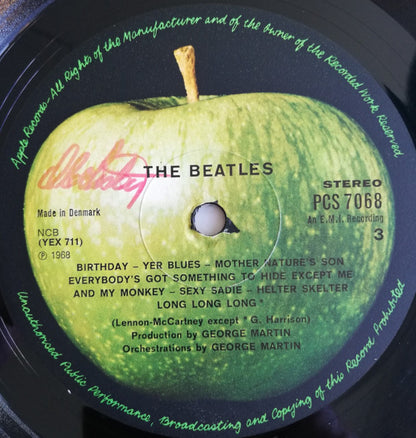 Apple Records - All Rights of the Manufacturer and of the Owner of the Recorded Work Reserved
THE BEATLES
STEREO
PCS 7068
An E.M.I. Recording
3
Made in Denmark
NCB
(YEX 711)
℗ 1968
BIRTHDAY – YER BLUES – MOTHER NATURE'S SON
EVERYBODY'S GOT SOMETHING TO HIDE EXCEPT ME
AND MY MONKEY – SEXY SADIE – HELTER SKELTER
LONG LONG LONG*
(Lennon-McCartney except * G. Harrison)
Production by GEORGE MARTIN
Orchestrations by GEORGE MARTIN
Unauthorised Public Performance, Broadcasting and Copying of this Record Prohibited